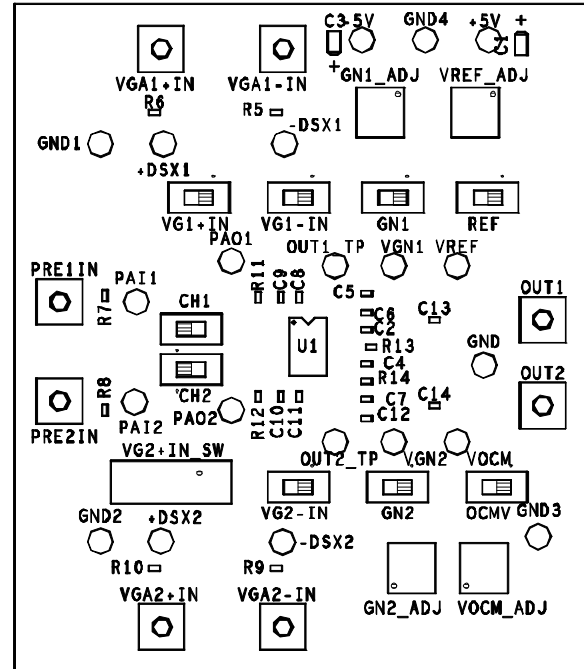 C3 -5V GND4 +5V +
+ C1
VGA1+IN VGA1-IN GN1_ADJ VREF_ADJ
R6 R5
-DSX1
GND1
+DSX1
VG1+IN VG1-IN GN1 REF
PAO1
OUT1_TP VGN1 VREF
R11 C9 C8
PRE1IN PAI1 C5 OUT1
R7 CH1 C6 C13
C2
U1 R13 GND
C4
R14
R8 CH2 C7 C14 OUT2
PAI2 PAO2 R12 C10 C11 C12
PRE2IN
VG2+IN_SW OUT2_TP VGN2 VOCM
GND2 +DSX2 VG2-IN GN2 OCMV GND3
-DSX2
R10 R9
VGA2+IN VGA2-IN GN2_ADJ VOCM_ADJ